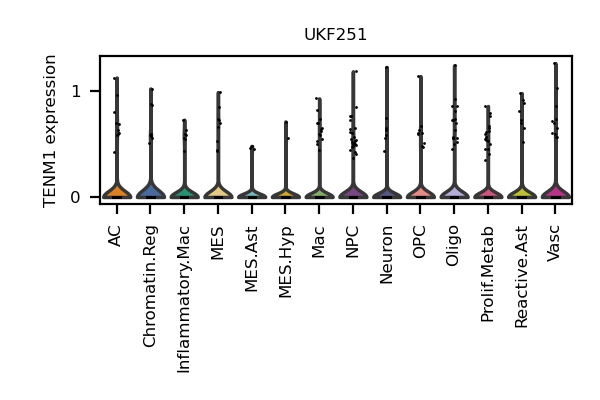 UKF251
TENM1 expression
1
0
AC
Chromatin.Reg
Inflammatory.Mac
MES
MES.Ast
MES.Hyp
Mac
NPC
Neuron
OPC
Oligo
Prolif.Metab
Reactive.Ast
Vasc